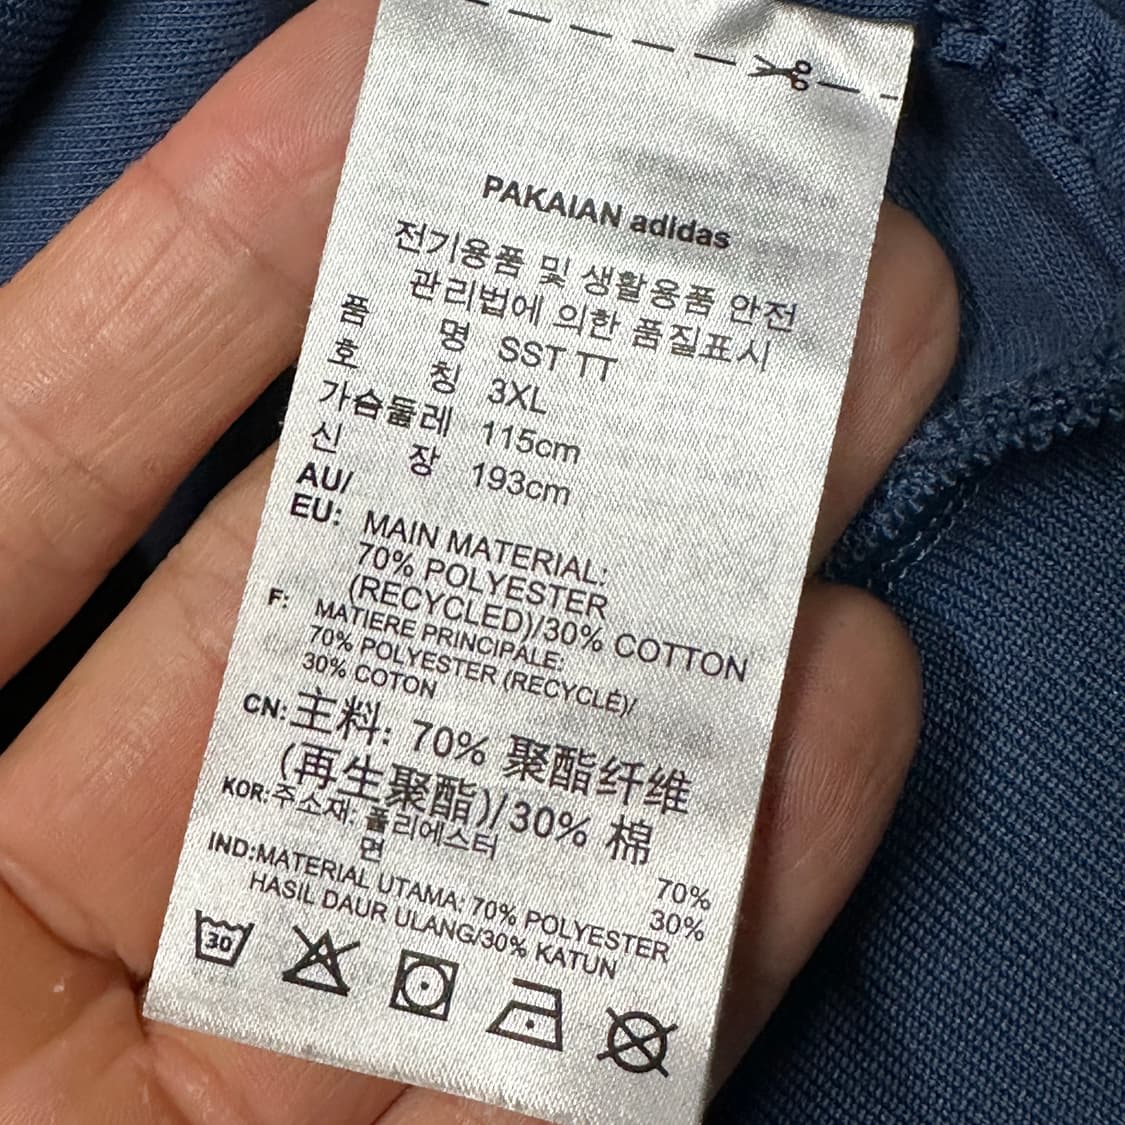 PAKAIAN adidas
전기용품 및 생활용품 안전
관리법에 의한 품질표시
품 명 SST TT
호 칭 3XL
가슴둘레 115cm
신 장 193cm
AU/
EU: MAIN MATERIAL:
70% POLYESTER
(RECYCLED)/30% COTTON
F: MATIERE PRINCIPALE:
70% POLYESTER (RECYCLÉ)/
30% COTON
CN: 主料: 70% 聚酯纤维
(再生聚酯)/30% 棉
KOR: 주소재: 폴리에스터 70%
면 30%
IND:MATERIAL UTAMA: 70% POLYESTER
HASIL DAUR ULANG/30% KATUN
30